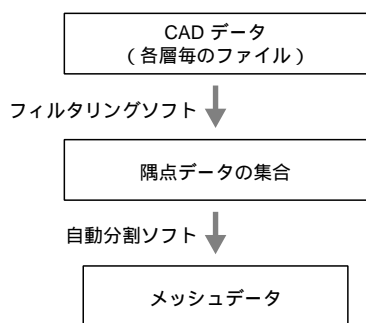 CAD データ
（各層毎のファイル）
フィルタリングソフト
隅点データの集合
自動分割ソフト
メッシュデータ